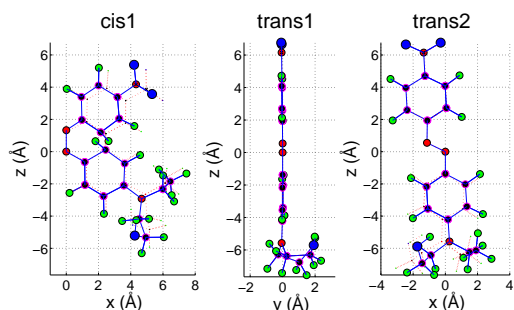 cis1 trans1 trans2
6 6 6
4 4 4
2 2 2
0 0 0
−2 −2 −2
−4 −4 −4
−6 −6 −6
z (Å) z (Å) z (Å)
0 2 4 6 8 −2 0 2 −4 −2 0 2 4
x (Å) y (Å) x (Å)